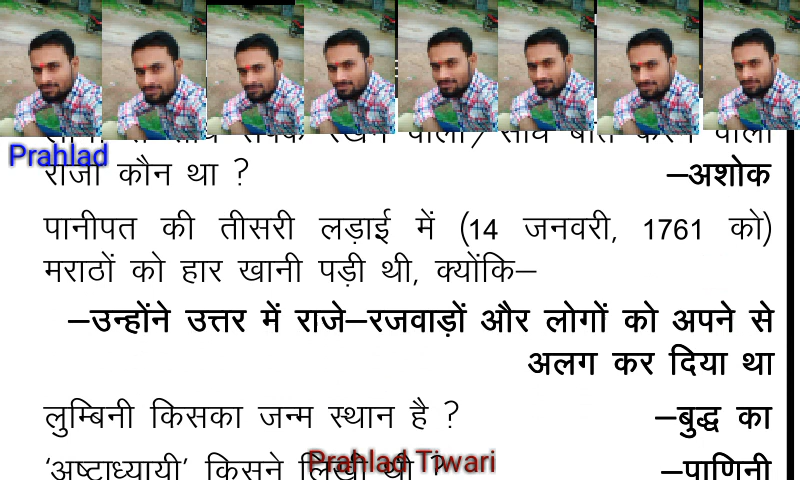 Prahlad
राजा कौन था ? –अशोक
पानीपत की तीसरी लड़ाई में (14 जनवरी, 1761 को)
मराठों को हार खानी पड़ी थी, क्योंकि–
–उन्होंने उत्तर में राजे–रजवाड़ों और लोगों को अपने से
अलग कर दिया था
लुम्बिनी किसका जन्म स्थान है ? –बुद्ध का
'अष्टाध्यायी' किसने लिखी थी ? –पाणिनी
Prahlad Tiwari